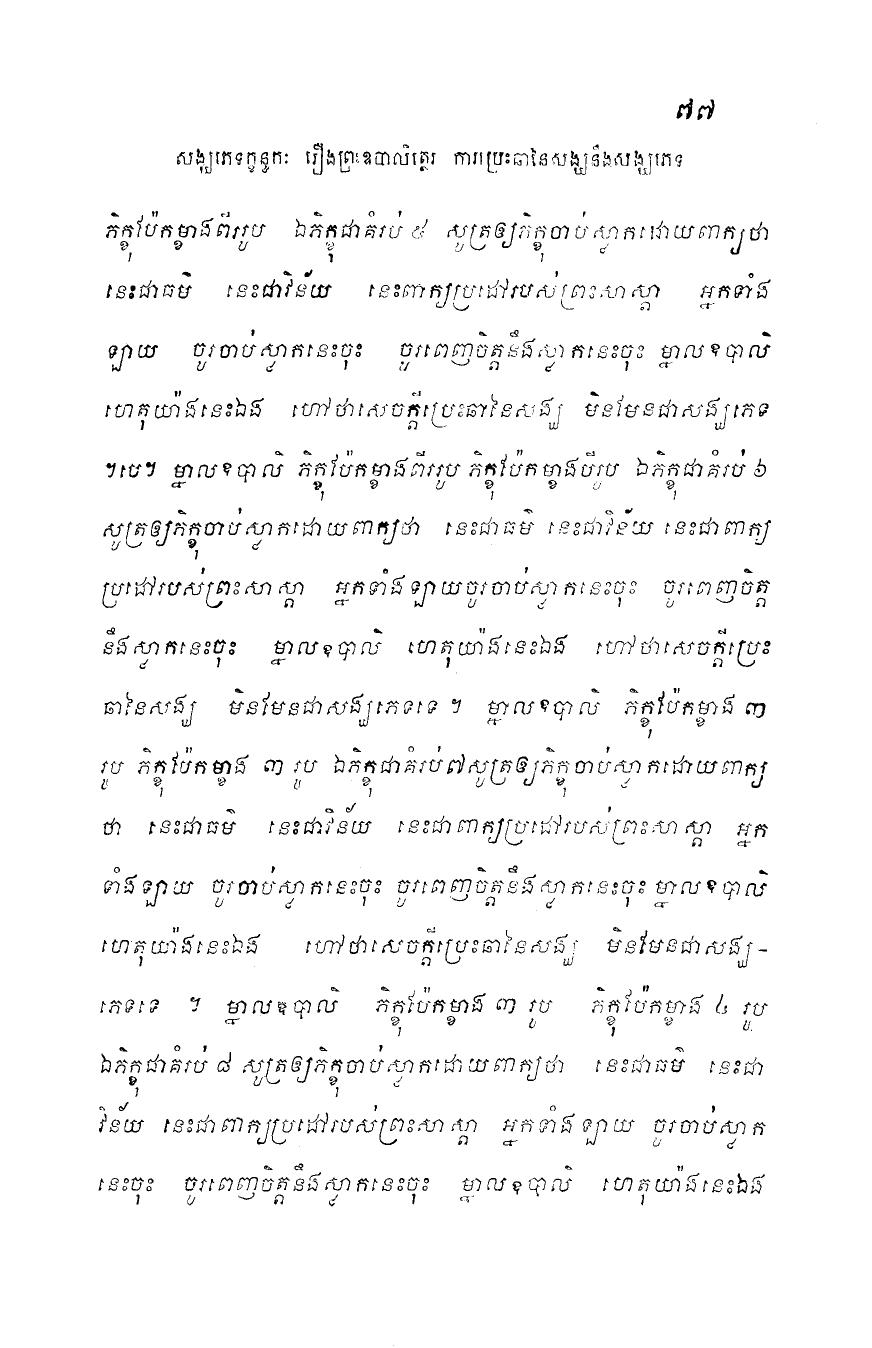 ៧៧
សង្ឃភេទក្ខន្ធកៈ រឿងព្រះឧបាលិត្ថេរ ការប្រេះឆានៃសង្ឃនឹងសង្ឃភេទ
ភិក្ខុប៉ែកម្ខាងពីររូប ឯភិក្ខុជាគំរប់ ៥ សូត្រឲ្យភិក្ខុចាប់ស្លាកដោយពាក្យថា
នេះជាធម៌ នេះជាវិន័យ នេះពាក្យប្រដៅរបស់ព្រះសាស្តា អ្នកទាំង
ឡាយ ចូរចាប់ស្លាកនេះចុះ ចូរពេញចិត្តនឹងស្លាកនេះចុះ ម្នាលឧបាលិ
ហេតុយ៉ាងនេះឯង ហៅថាសេចក្តីប្រេះឆានៃសង្ឃ មិនមែនជាសង្ឃភេទ
។បេ។ ម្នាលឧបាលិ ភិក្ខុប៉ែកម្ខាងពីររូប ភិក្ខុប៉ែកម្ខាងបីរូប ឯភិក្ខុជាគំរប់ ៦
សូត្រឲ្យភិក្ខុចាប់ស្លាកដោយពាក្យថា នេះជាធម៌ នេះជាវិន័យ នេះជាពាក្យ
ប្រដៅរបស់ព្រះសាស្តា អ្នកទាំងឡាយចូរចាប់ស្លាកនេះចុះ ចូរពេញចិត្ត
នឹងស្លាកនេះចុះ ម្នាលឧបាលិ ហេតុយ៉ាងនេះឯង ហៅថាសេចក្តីប្រេះ
ឆានៃសង្ឃ មិនមែនជាសង្ឃភេទទេ ។ ម្នាលឧបាលិ ភិក្ខុប៉ែកម្ខាង ៣
រូប ភិក្ខុប៉ែកម្ខាង ៣ រូប ឯភិក្ខុជាគំរប់៧សូត្រឲ្យភិក្ខុចាប់ស្លាកដោយពាក្យ
ថា នេះជាធម៌ នេះជាវិន័យ នេះជាពាក្យប្រដៅរបស់ព្រះសាស្តា អ្នក
ទាំងឡាយ ចូរចាប់ស្លាកនេះចុះ ចូរពេញចិត្តនឹងស្លាកនេះចុះ ម្នាលឧបាលិ
ហេតុយ៉ាងនេះឯង ហៅថាសេចក្តីប្រេះឆានៃសង្ឃ មិនមែនជាសង្ឃ-
ភេទទេ ។ ម្នាលឧបាលិ ភិក្ខុប៉ែកម្ខាង ៣ រូប ភិក្ខុប៉ែកម្ខាង ៤ រូប
ឯភិក្ខុជាគំរប់ ៨ សូត្រឲ្យភិក្ខុចាប់ស្លាកដោយពាក្យថា នេះជាធម៌ នេះជា
វិន័យ នេះជាពាក្យប្រដៅរបស់ព្រះសាស្តា អ្នកទាំងឡាយ ចូរចាប់ស្លាក
នេះចុះ ចូរពេញចិត្តនឹងស្លាកនេះចុះ ម្នាលឧបាលិ ហេតុយ៉ាងនេះឯង